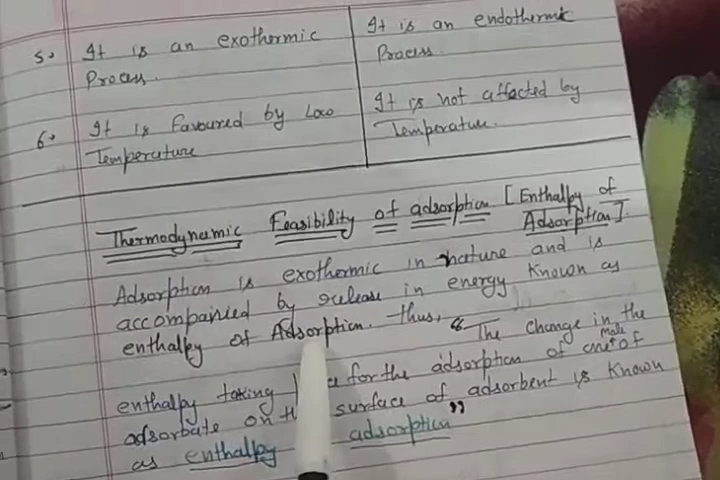 5. It is an exothermic
Process.
It is an endothermic
Process.
6. It is Favoured by Low
Temperature
It is not affected by
Temperature.
Thermodynamic Feasibility of adsorption [Enthalpy of
Adsorption].
Adsorption is exothermic in nature and is
accompanied by release in energy known as
enthalpy of Adsorption. Thus, "The change in the
enthalpy taking for the adsorption of one mole of
adsorbate on surface of adsorbent is known
as enthalpy adsorption"